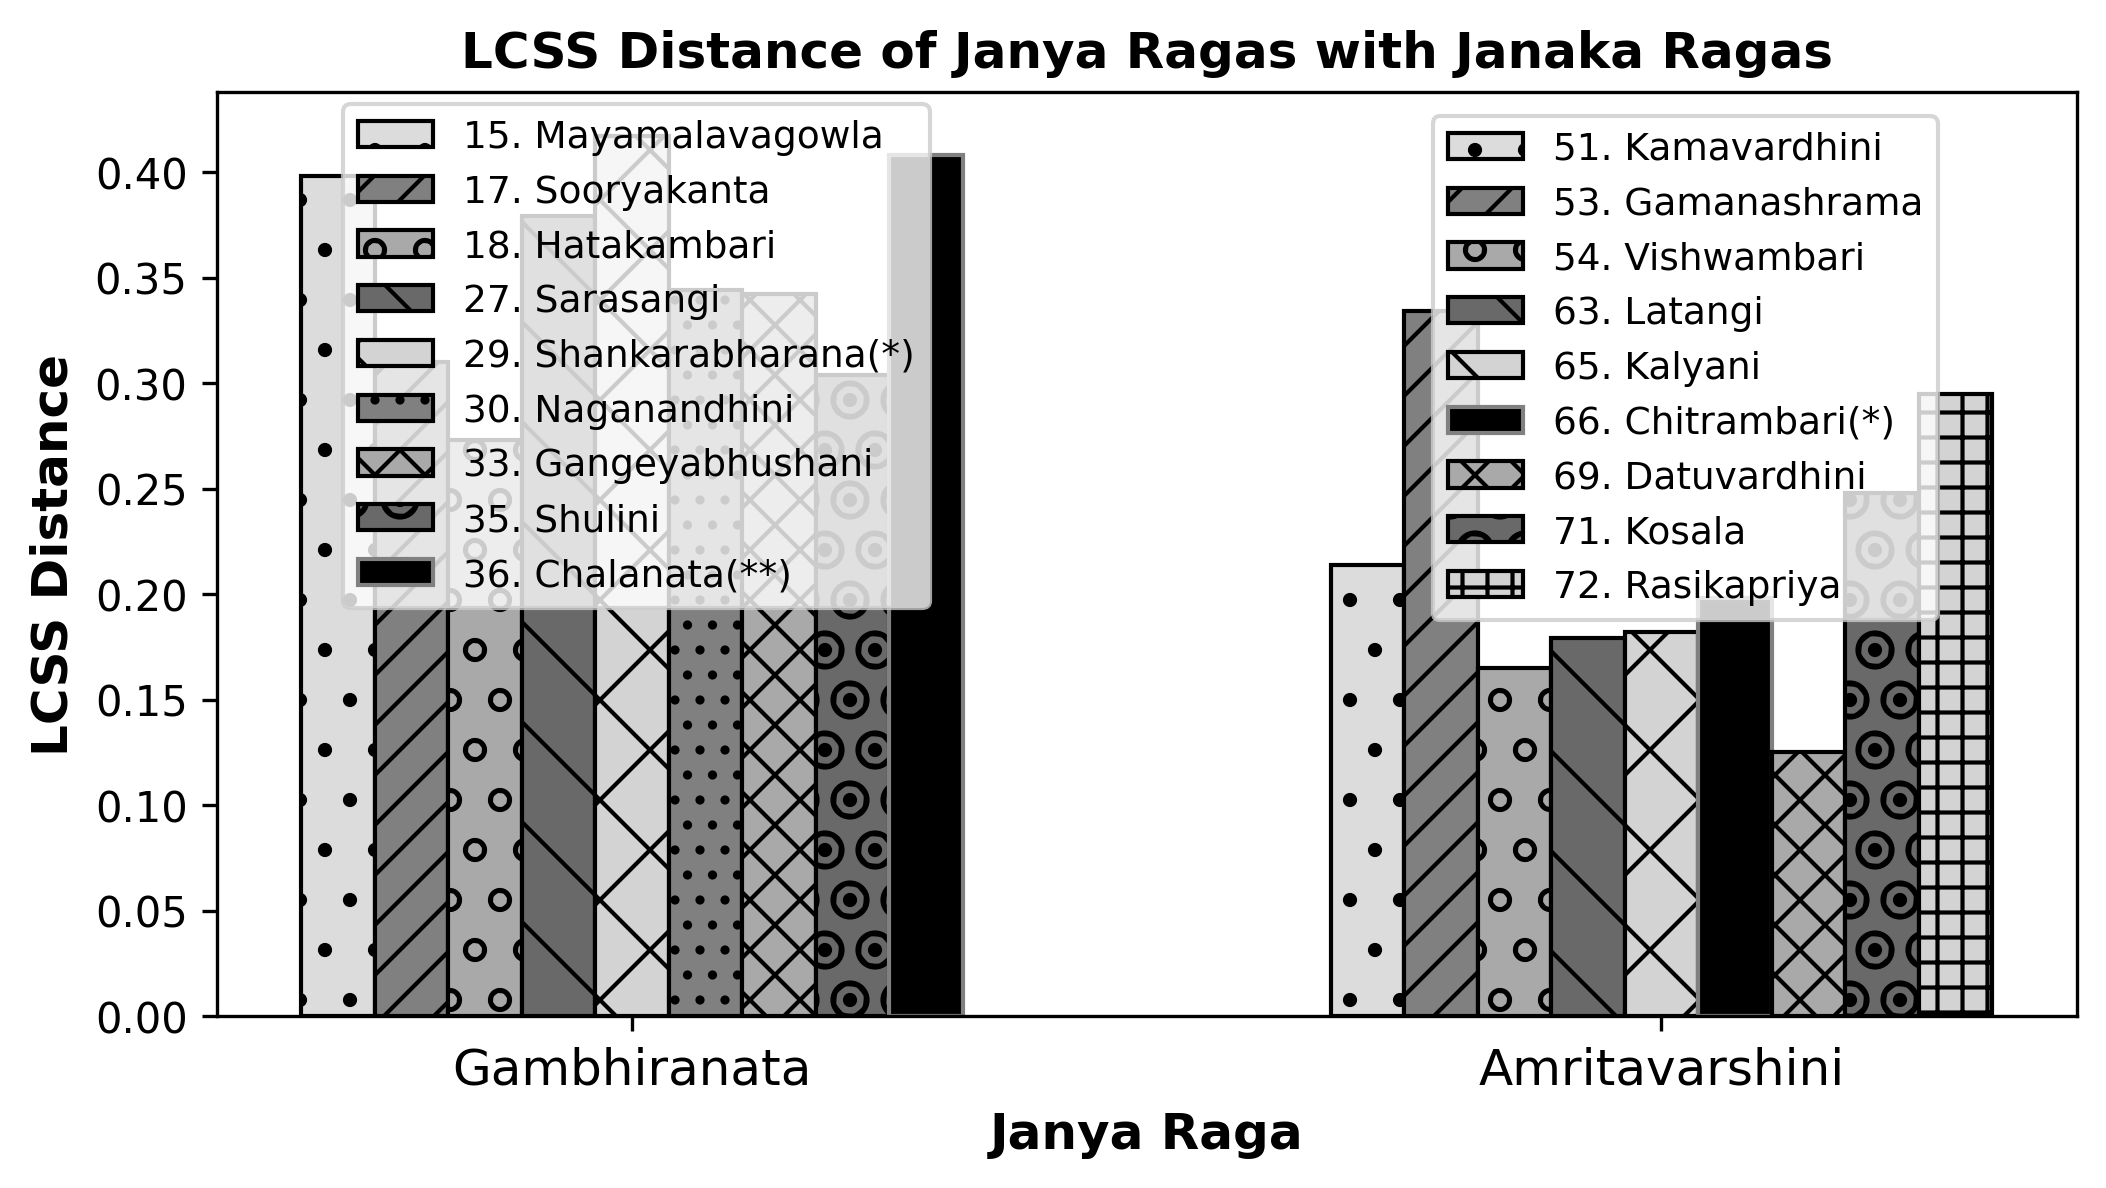 LCSS Distance of Janya Ragas with Janaka Ragas
LCSS Distance
0.40
0.35
0.30
0.25
0.20
0.15
0.10
0.05
0.00
15. Mayamalavagowla
17. Sooryakanta
18. Hatakambari
27. Sarasangi
29. Shankarabharana(*)
30. Naganandhini
33. Gangeyabhushani
35. Shulini
36. Chalanata(**)
51. Kamavardhini
53. Gamanashrama
54. Vishwambari
63. Latangi
65. Kalyani
66. Chitrambari(*)
69. Datuvardhini
71. Kosala
72. Rasikapriya
Gambhiranata
Amritavarshini
Janya Raga